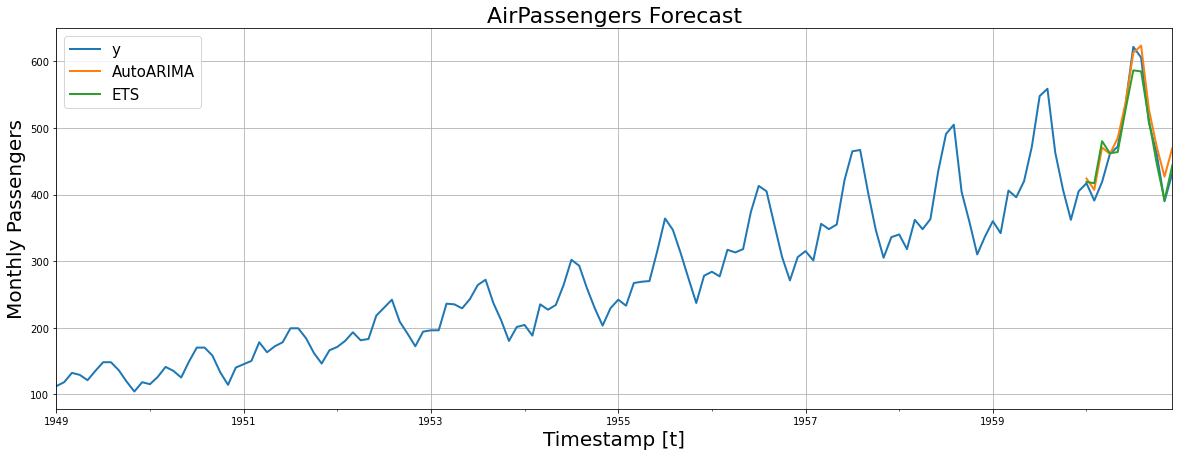 AirPassengers Forecast
y
AutoARIMA
ETS
Monthly Passengers
600
500
400
300
200
100
1949
1951
1953
1955
1957
1959
Timestamp [t]